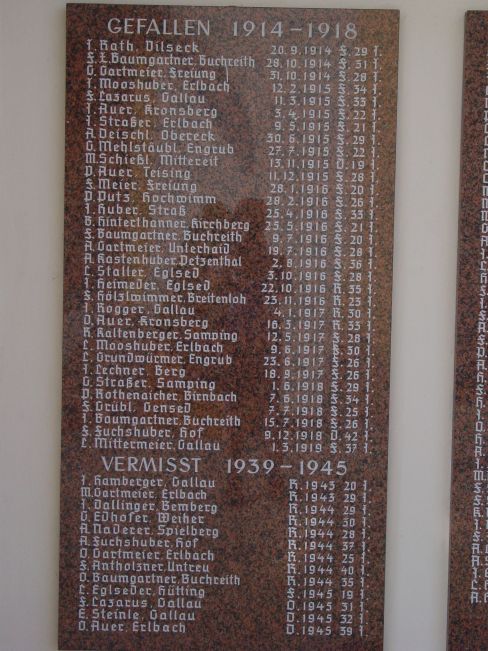 GEFALLEN 1914-1918
J. Rath, Vilseck 20.9.1914 F. 29 J.
F.X. Baumgartner, Buchreith 28.10.1914 F. 31 J.
G. Gartmeier, Freiung 31.10.1914 F. 28 J.
J. Mooshuber, Erlbach 12.2.1915 F. 34 J.
F. Lazarus, Gallau 11.3.1915 F. 33 J.
J. Auer, Kronsberg 3.4.1915 F. 22 J.
J. Straßer, Erlbach 9.5.1915 F. 21 J.
A. Deischl, Obereck 30.6.1915 F. 29 J.
G. Mehlstäubl, Engrub 27.7.1915 F. 22 J.
M. Schießl, Mittereit 13.11.1915 V. 19 J.
P. Auer, Teising 11.12.1915 F. 28 J.
F. Meier, Freiung 28.1.1916 F. 20 J.
P. Putz, Hochwimm 28.2.1916 F. 26 J.
J. Huber, Straß 25.4.1916 F. 33 J.
G. Hinterthanner, Kirchberg 25.5.1916 F. 21 J.
F. Baumgartner, Buchreith 9.7.1916 F. 20 J.
A. Gartmeier, Unterhaid 19.7.1916 F. 28 J.
A. Kastenhuber, Petzenthal 2.8.1916 F. 36 J.
L. Staller, Eglsed 3.10.1916 F. 28 J.
J. Heimeder, Eglsed 22.10.1916 R. 35 J.
F. Hölzlwimmer, Breitenloh 23.11.1916 R. 23 J.
J. Rogger, Gallau 4.1.1917 R. 30 J.
O. Auer, Kronsberg 16.3.1917 R. 33 J.
R. Kaltenberger, Samping 12.5.1917 F. 28 J.
L. Mooshuber, Erlbach 9.6.1917 R. 30 J.
L. Grundwürmer, Engrub 23.6.1917 F. 26 J.
J. Lechner, Berg 18.9.1917 F. 26 J.
G. Straßer, Samping 1.6.1918 F. 29 J.
P. Rothenaicher, Birnbach 7.6.1918 F. 34 J.
F. Grübl, Oensed 7.7.1918 F. 25 J.
J. Baumgartner, Buchreith 15.7.1918 F. 26 J.
F. Fuchshuber, Hof 9.12.1918 V. 42 J.
L. Mittermeier, Gallau 1.3.1919 F. 37 J.
VERMISST 1939-1945
J. Hamberger, Gallau R. 1943 20 J.
M. Gartmeier, Erlbach R. 1943 29 J.
J. Dallinger, Bemberg R. 1944 29 J.
G. Edhofer, Weiher R. 1944 30 J.
A. Naderer, Spielberg R. 1944 28 J.
A. Fuchshuber, Hof R. 1944 37 J.
O. Gartmeier, Erlbach R. 1944 25 J.
F. Antholzner, Untreu R. 1944 40 J.
O. Baumgartner, Buchreith R. 1944 35 J.
L. Eglseder, Hütting F. 1945 19 J.
F. Lazarus, Gallau O. 1945 31 J.
E. Steinle, Gallau O. 1945 32 J.
O. Auer, Erlbach O. 1945 39 J.